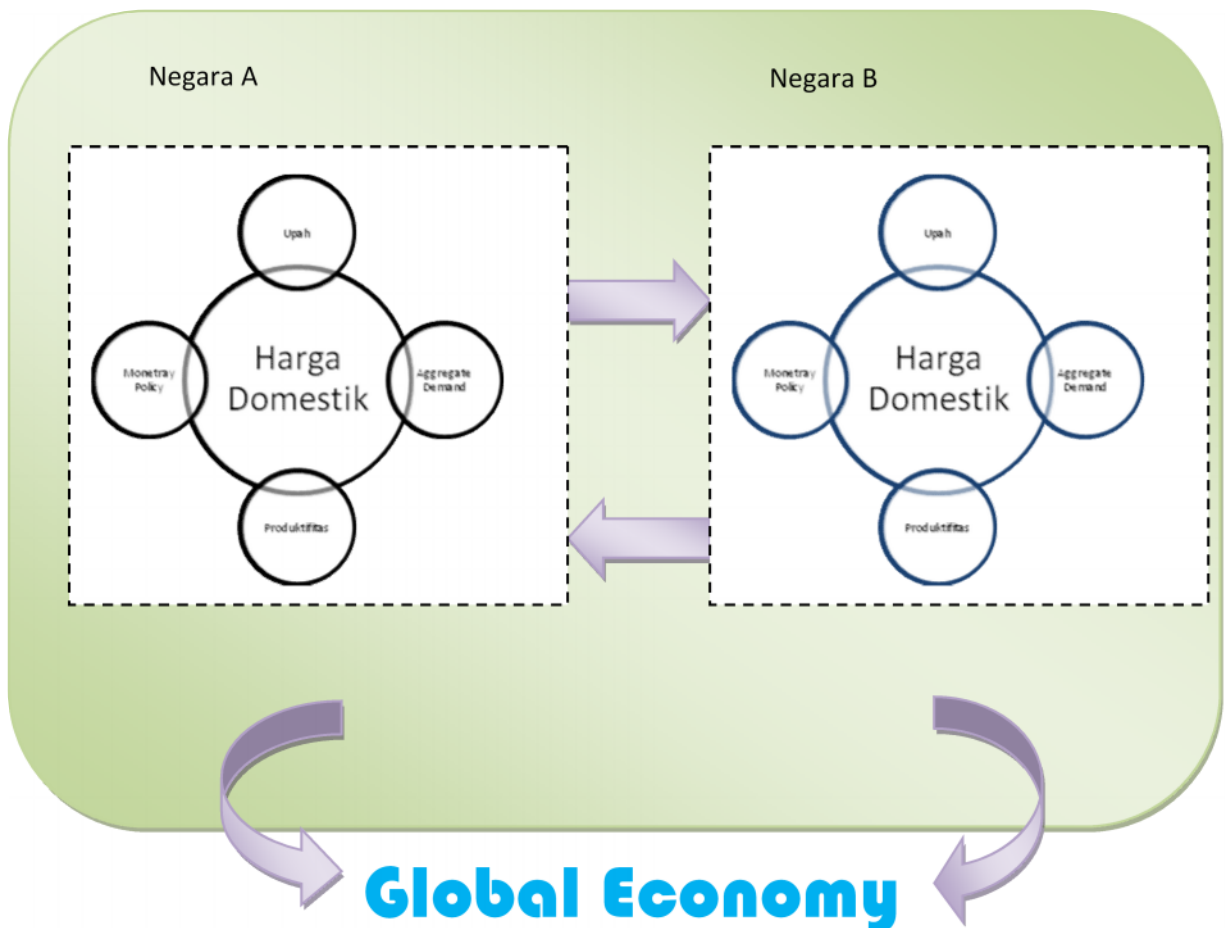 Negara A
Negara B
Upah
Monetray
Policy
Harga
Domestik
Aggregate
Demand
Produktifitas
Upah
Monetray
Policy
Harga
Domestik
Aggregate
Demand
Produktifitas
Global Economy